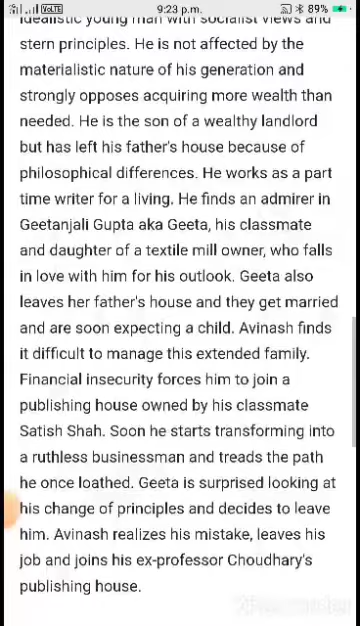 VoLTE 9:23 p.m. 89%
idealistic young man with socialist views and
stern principles. He is not affected by the
materialistic nature of his generation and
strongly opposes acquiring more wealth than
needed. He is the son of a wealthy landlord
but has left his father's house because of
philosophical differences. He works as a part
time writer for a living. He finds an admirer in
Geetanjali Gupta aka Geeta, his classmate
and daughter of a textile mill owner, who falls
in love with him for his outlook. Geeta also
leaves her father's house and they get married
and are soon expecting a child. Avinash finds
it difficult to manage this extended family.
Financial insecurity forces him to join a
publishing house owned by his classmate
Satish Shah. Soon he starts transforming into
a ruthless businessman and treads the path
he once loathed. Geeta is surprised looking at
his change of principles and decides to leave
him. Avinash realizes his mistake, leaves his
job and joins his ex-professor Choudhary's
publishing house.